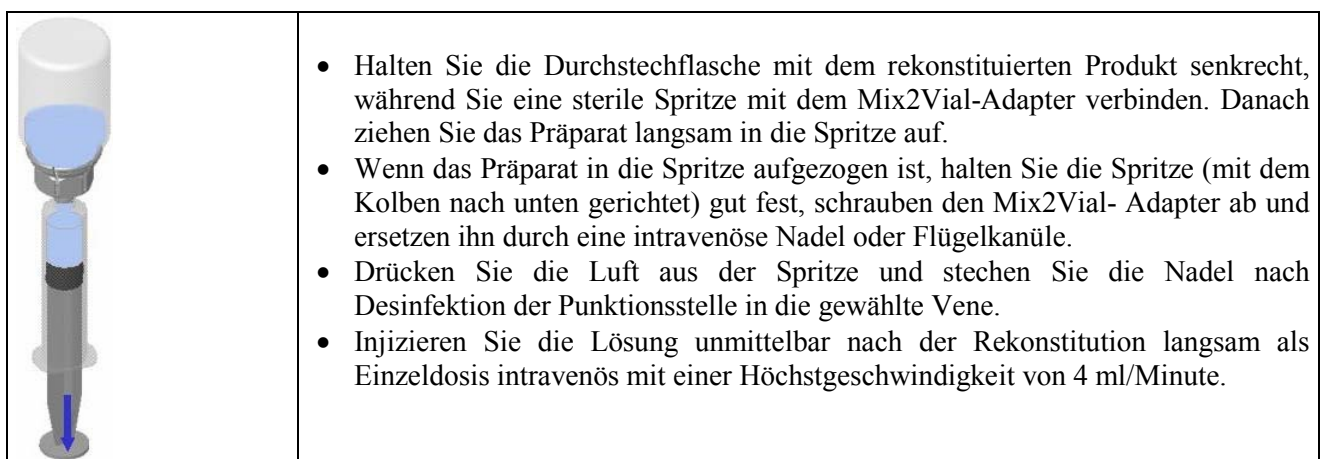 • Halten Sie die Durchstechflasche mit dem rekonstituierten Produkt senkrecht,
während Sie eine sterile Spritze mit dem Mix2Vial-Adapter verbinden. Danach
ziehen Sie das Präparat langsam in die Spritze auf.
• Wenn das Präparat in die Spritze aufgezogen ist, halten Sie die Spritze (mit dem
Kolben nach unten gerichtet) gut fest, schrauben den Mix2Vial- Adapter ab und
ersetzen ihn durch eine intravenöse Nadel oder Flügelkanüle.
• Drücken Sie die Luft aus der Spritze und stechen Sie die Nadel nach
Desinfektion der Punktionsstelle in die gewählte Vene.
• Injizieren Sie die Lösung unmittelbar nach der Rekonstitution langsam als
Einzeldosis intravenös mit einer Höchstgeschwindigkeit von 4 ml/Minute.